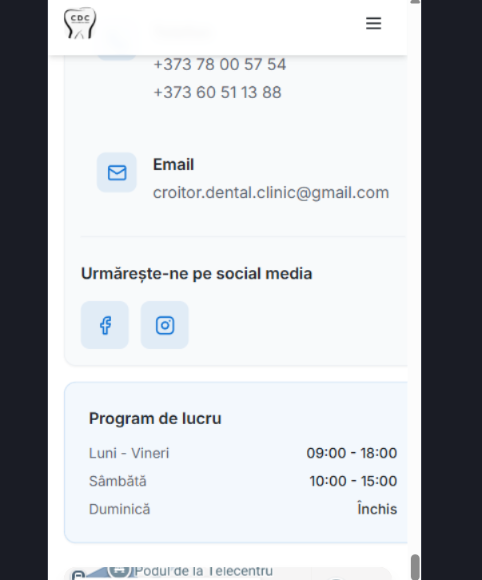 CDC
+373 78 00 57 54
+373 60 51 13 88
Email
croitor.dental.clinic@gmail.com
Urmărește-ne pe social media
Program de lucru
Luni - Vineri 09:00 - 18:00
Sâmbătă 10:00 - 15:00
Duminică Închis
Podul de la Telecentru